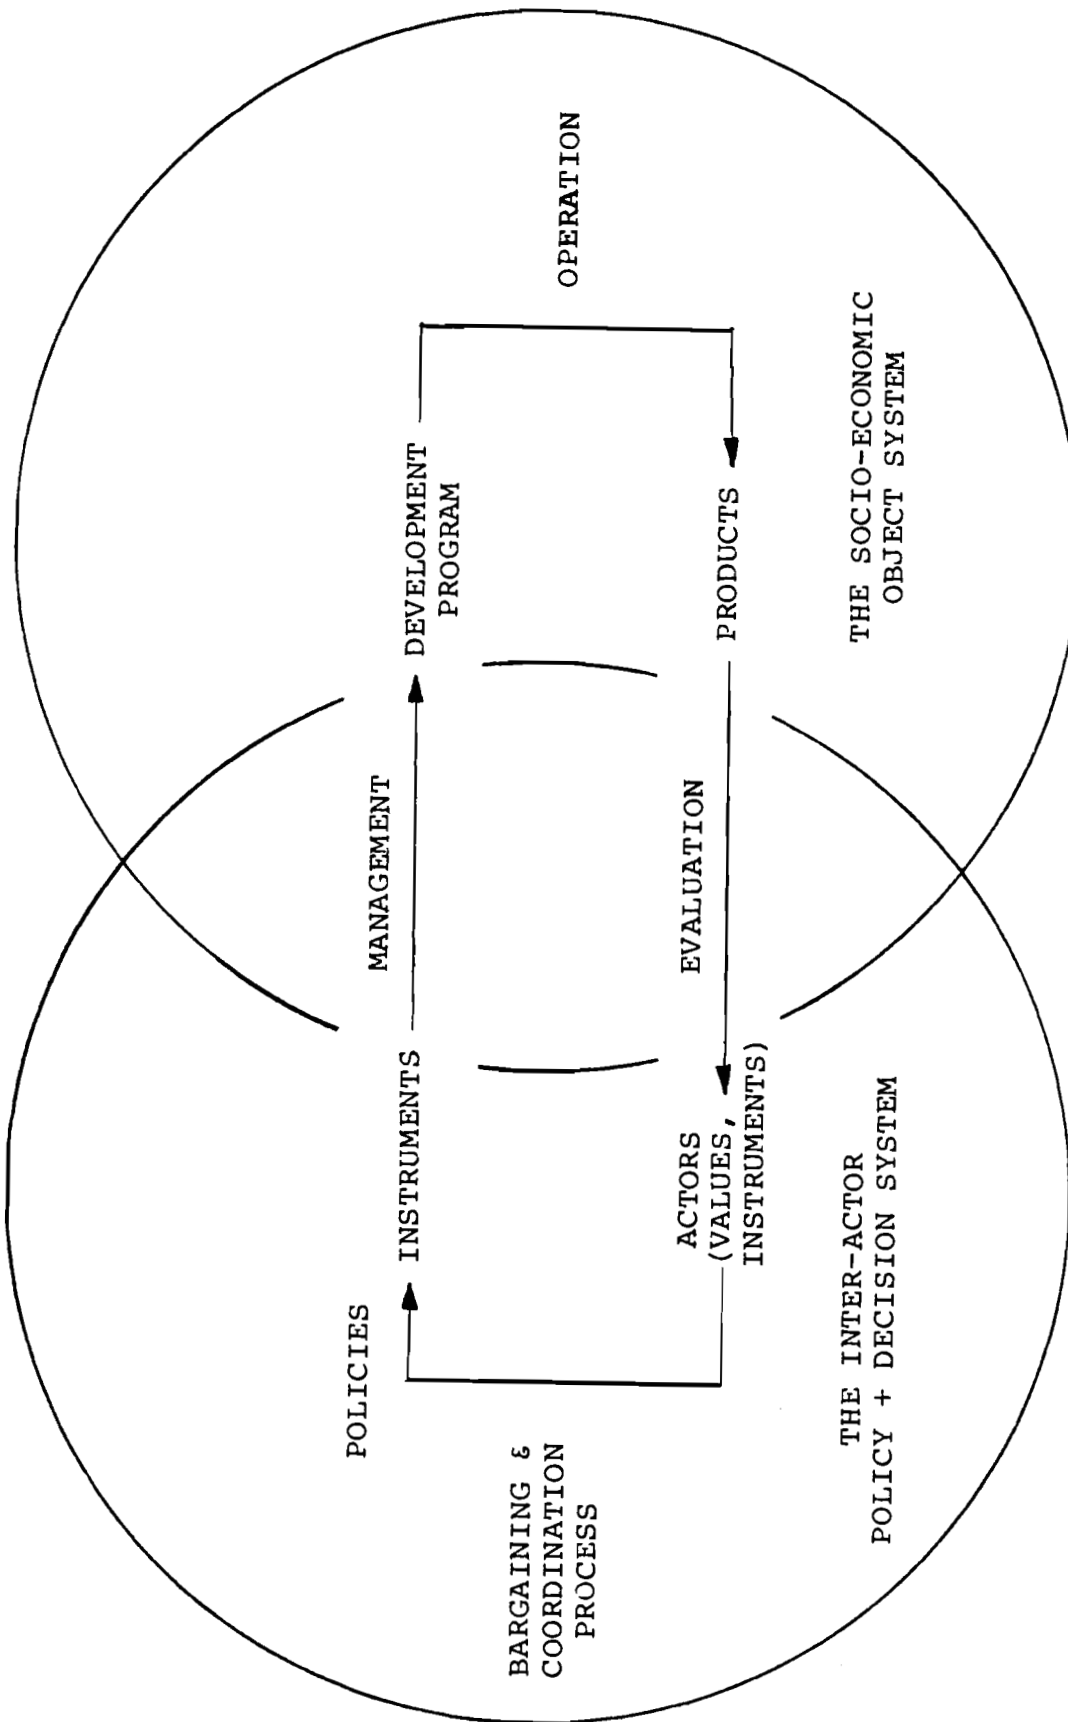 POLICIES
INSTRUMENTS
MANAGEMENT
DEVELOPMENT
PROGRAM
BARGAINING &
COORDINATION
PROCESS
OPERATION
ACTORS
(VALUES,
INSTRUMENTS)
EVALUATION
PRODUCTS
THE INTER-ACTOR
POLICY + DECISION SYSTEM
THE SOCIO-ECONOMIC
OBJECT SYSTEM